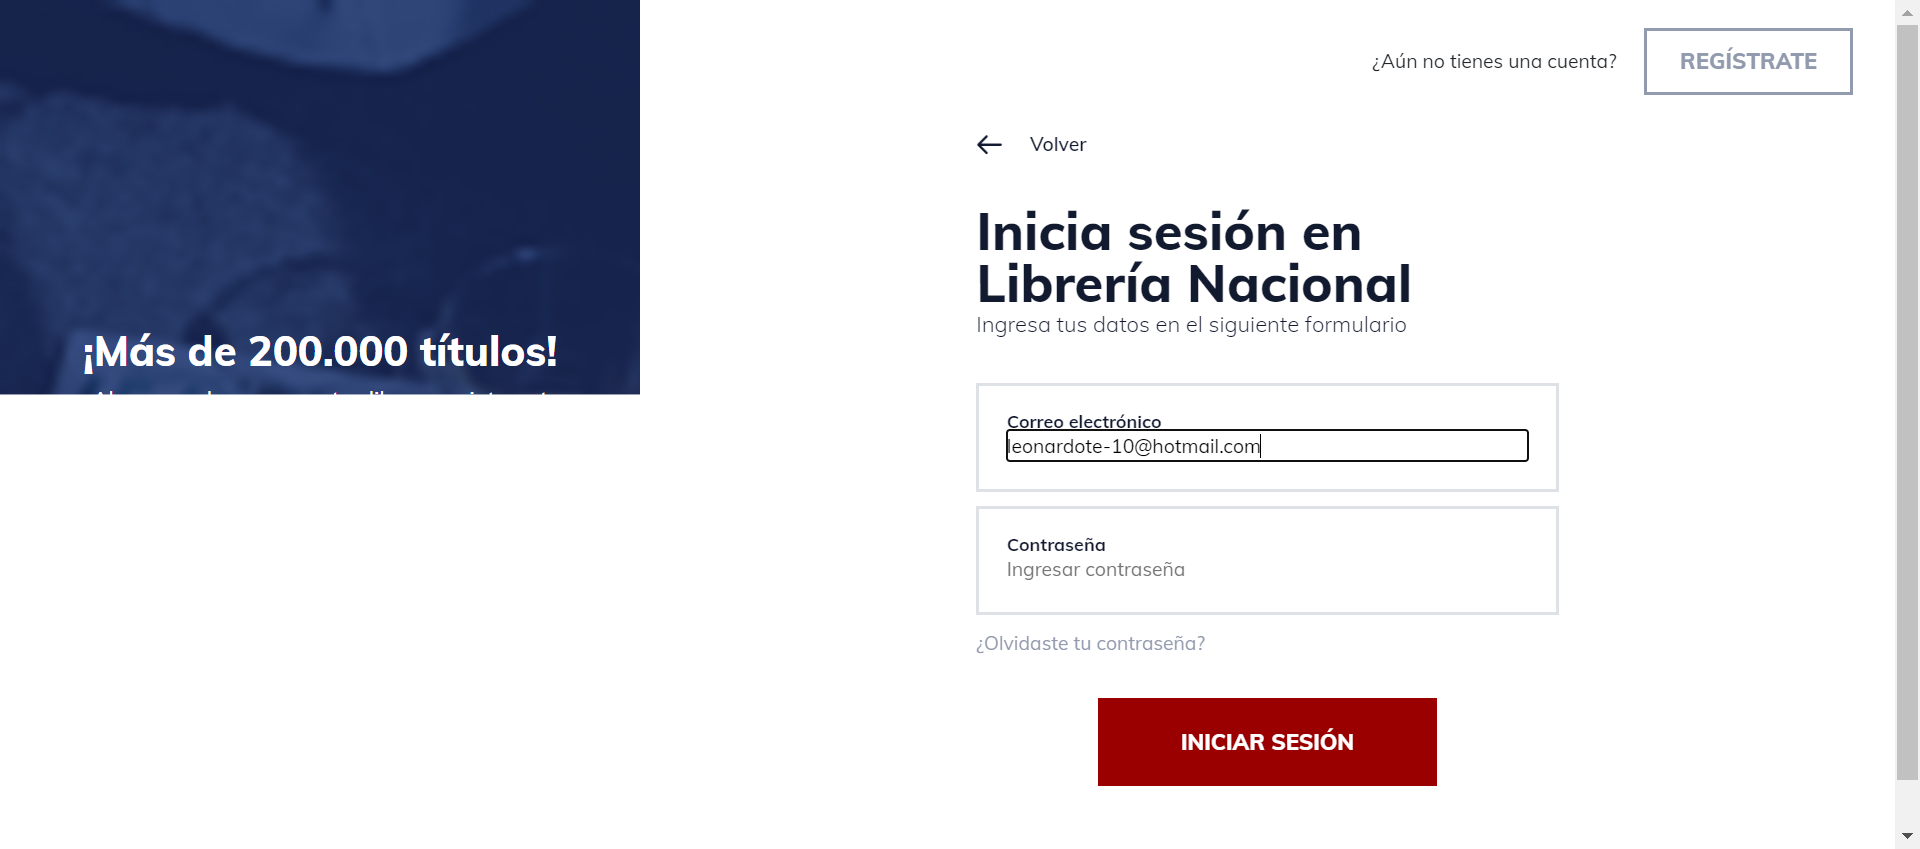 ¿Aún no tienes una cuenta?
REGÍSTRATE
Volver
Inicia sesión en
Librería Nacional
Ingresa tus datos en el siguiente formulario
¡Más de 200.000 títulos!
Correo electrónico
leonardote-10@hotmail.com
Contraseña
Ingresar contraseña
¿Olvidaste tu contraseña?
INICIAR SESIÓN